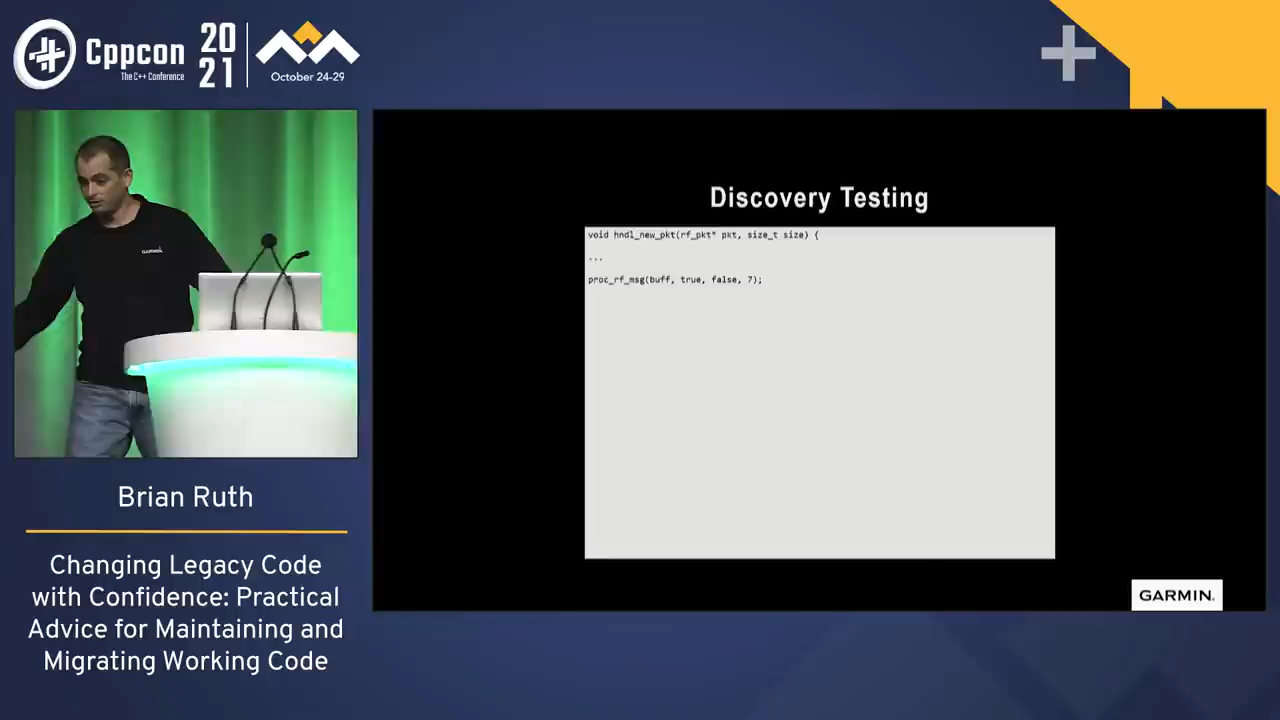 Cppcon
The C++ Conference
20
21
October 24-29
GARMIN
Discovery Testing
void hndl_new_pkt(rf_pkt* pkt, size_t size) {
...
proc_rf_msg(buff, true, false, 7);
GARMIN.
Brian Ruth
Changing Legacy Code
with Confidence: Practical
Advice for Maintaining and
Migrating Working Code